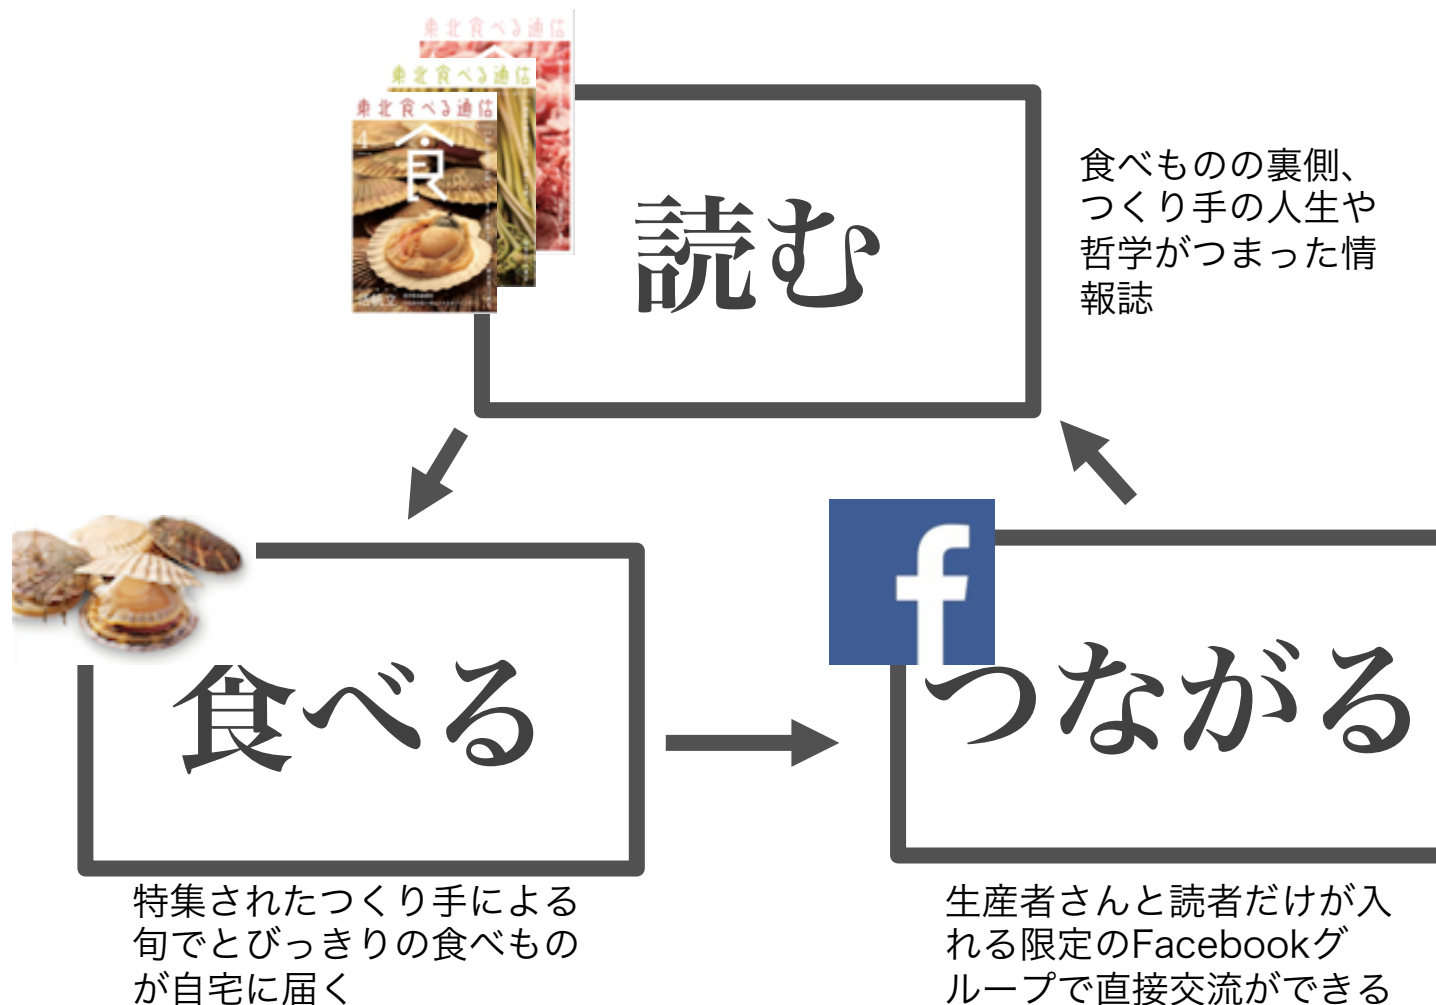 東北食べる通信
東北食べる通信
東北食べる通信
4
食
読む
食べものの裏側、
つくり手の人生や
哲学がつまった情
報誌
f
食べる
つながる
特集されたつくり手による
旬でとびっきりの食べもの
が自宅に届く
生産者さんと読者だけが入
れる限定のFacebookグ
ループで直接交流ができる